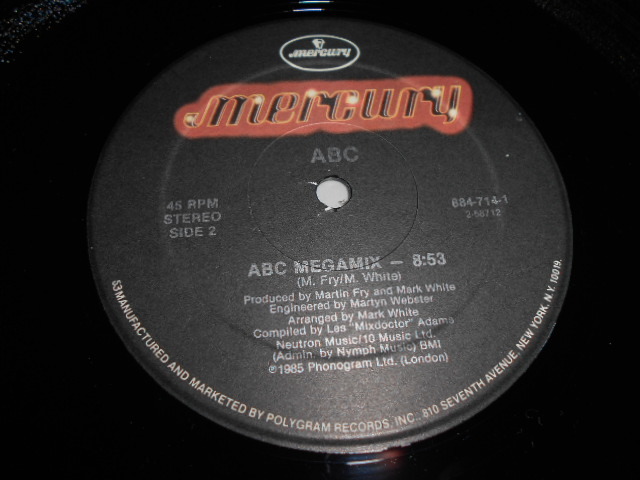 mercury
mercury
ABC
45 RPM
STEREO
SIDE 2
884-714-1
2-58712
ABC MEGAMIX — 8:53
(M. Fry/M. White)
Produced by Martin Fry and Mark White
Engineered by Martyn Webster
Arranged by Mark White
Compiled by Les "Mixdoctor" Adams
Neutron Music/10 Music Ltd.
(Admin. by Nymph Music) BMI
℗1985 Phonogram Ltd. (London)
53 MANUFACTURED AND MARKETED BY POLYGRAM RECORDS, INC., 810 SEVENTH AVENUE, NEW YORK, N.Y. 10019.